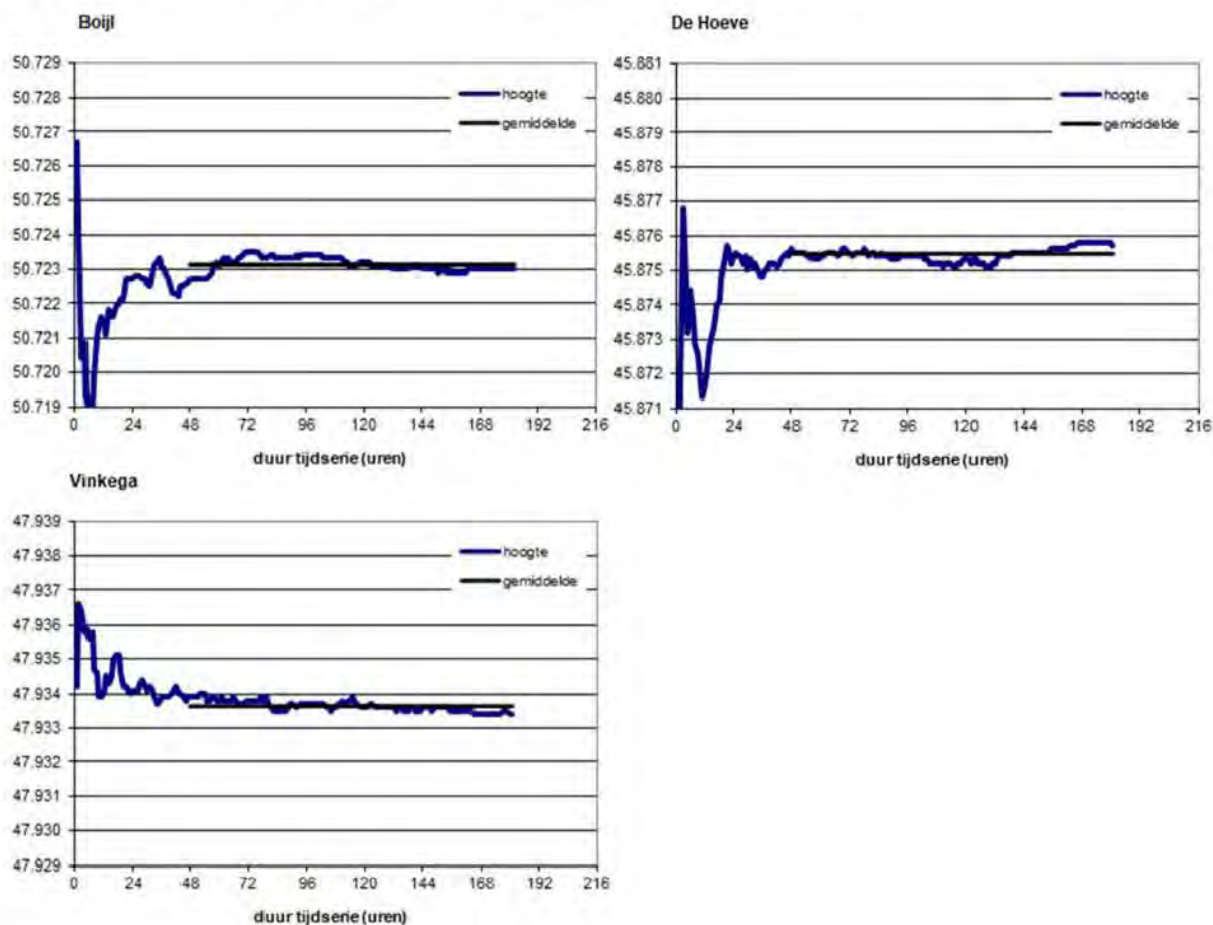 Boijl
50.729
50.728
50.727
50.726
50.725
50.724
50.723
50.722
50.721
50.720
50.719
hoogte
gemiddelde
0 24 48 72 96 120 144 168 192 216
duur tijdserie (uren)
De Hoeve
45.881
45.880
45.879
45.878
45.877
45.876
45.875
45.874
45.873
45.872
45.871
hoogte
gemiddelde
0 24 48 72 96 120 144 168 192 216
duur tijdserie (uren)
Vinkega
47.939
47.938
47.937
47.936
47.935
47.934
47.933
47.932
47.931
47.930
47.929
hoogte
gemiddelde
0 24 48 72 96 120 144 168 192 216
duur tijdserie (uren)